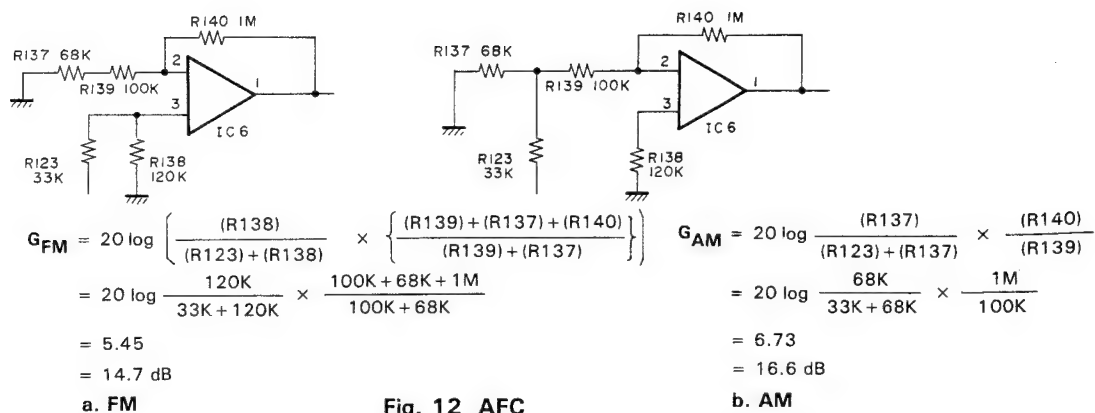 R140 1M
R137 68K
R139 100K
2
3
1
IC6
R123
33K
R138
120K
R140 1M
R137 68K
R139 100K
2
3
1
IC6
R123
33K
R138
120K
G_FM = 20 log ( (R138) / (R123)+(R138) × { (R139)+(R137)+(R140) / (R139)+(R137) } )
= 20 log 120K / 33K+120K × 100K+68K+1M / 100K+68K
= 5.45
= 14.7 dB
a. FM
G_AM = 20 log (R137) / (R123)+(R137) × (R140) / (R139)
= 20 log 68K / 33K+68K × 1M / 100K
= 6.73
= 16.6 dB
b. AM
Fig. 12 AFC